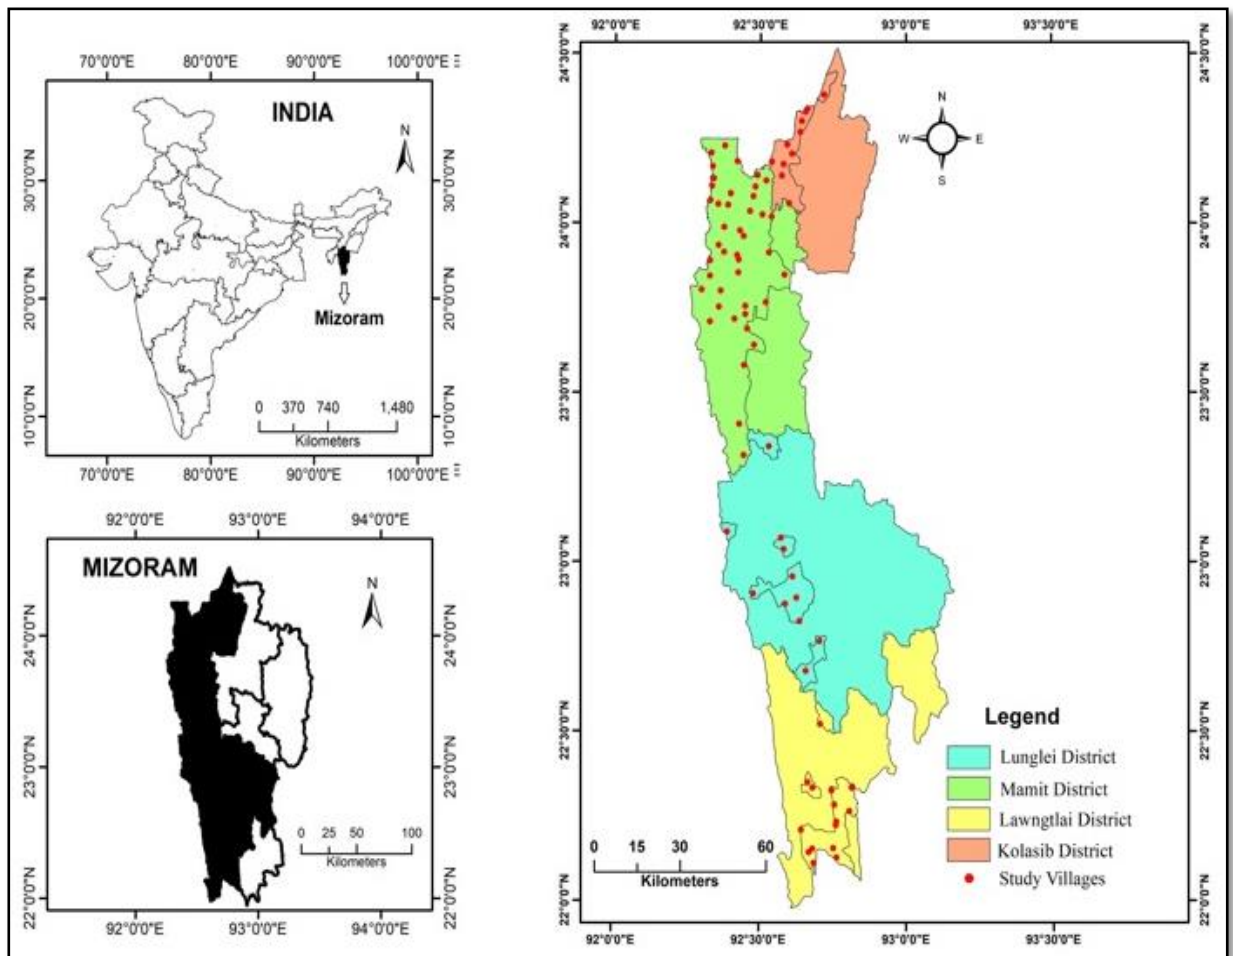 70°0'0"E 80°0'0"E 90°0'0"E 100°0'0"E
INDIA
N
30°0'0"N
20°0'0"N
10°0'0"N
30°0'0"N
20°0'0"N
10°0'0"N
Mizoram
0 370 740 1,480
Kilometers
70°0'0"E 80°0'0"E 90°0'0"E 100°0'0"E
92°0'0"E 93°0'0"E 94°0'0"E
MIZORAM
N
24°0'0"N
23°0'0"N
22°0'0"N
24°0'0"N
23°0'0"N
22°0'0"N
0 25 50 100
Kilometers
92°0'0"E 93°0'0"E 94°0'0"E
92°0'0"E 92°30'0"E 93°0'0"E 93°30'0"E
24°30'0"N
24°0'0"N
23°30'0"N
23°0'0"N
22°30'0"N
22°0'0"N
24°30'0"N
24°0'0"N
23°30'0"N
23°0'0"N
22°30'0"N
22°0'0"N
N
W E
S
Legend
Lunglei District
Mamit District
Lawngtlai District
Kolasib District
Study Villages
0 15 30 60
Kilometers
92°0'0"E 92°30'0"E 93°0'0"E 93°30'0"E